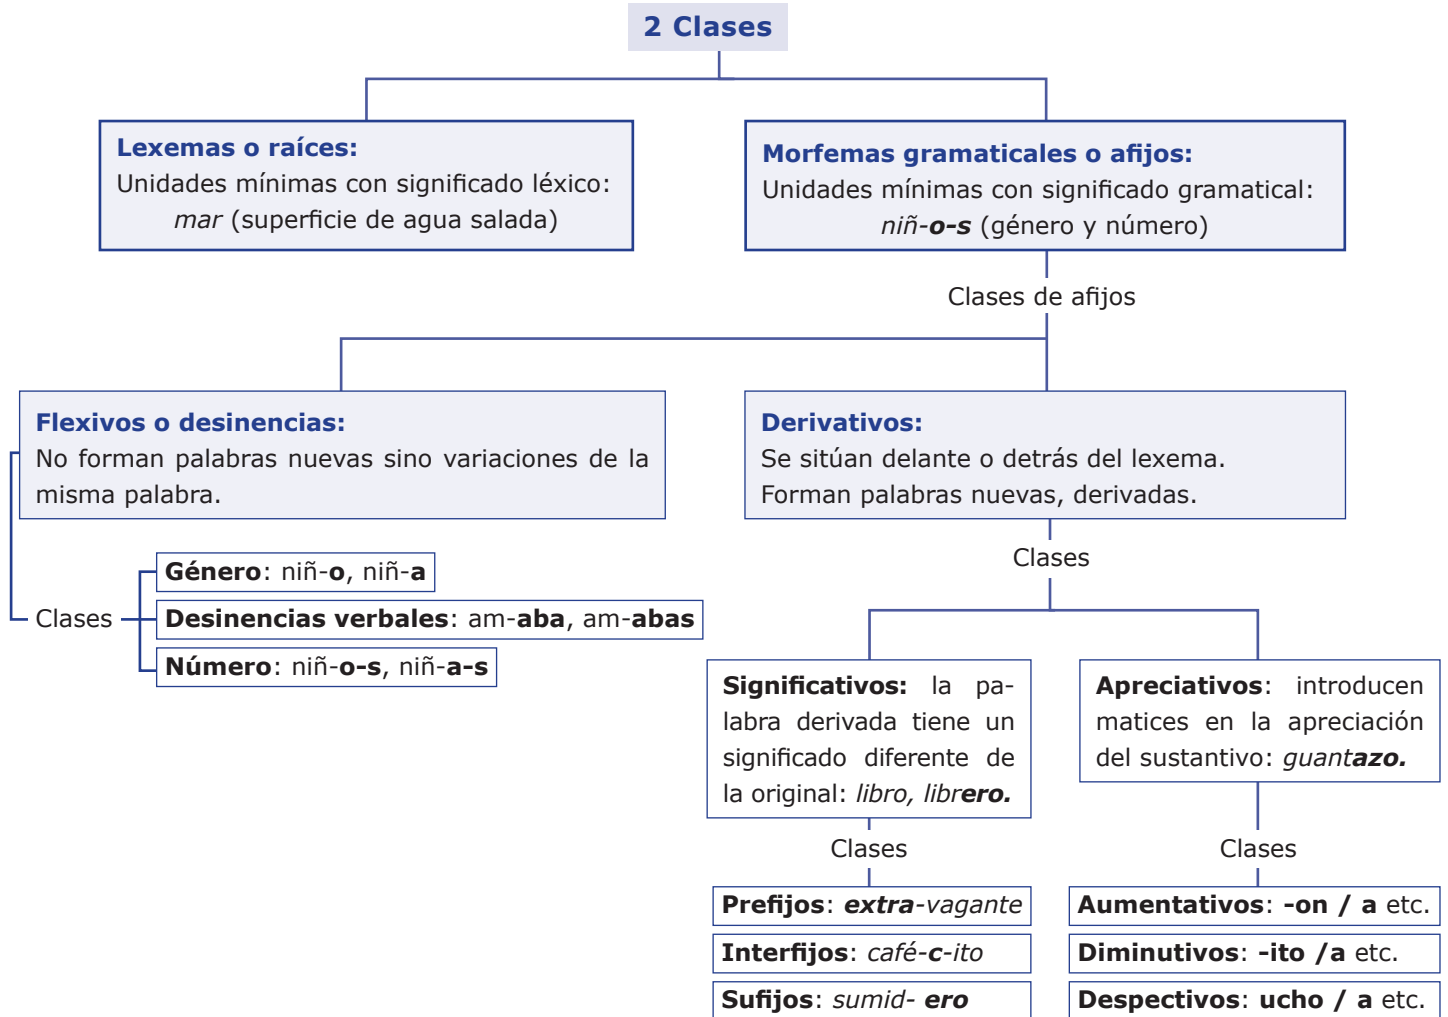 2 Clases
Lexemas o raíces:
Unidades mínimas con significado léxico:
mar (superficie de agua salada)
Morfemas gramaticales o afijos:
Unidades mínimas con significado gramatical:
niñ-o-s (género y número)
Clases de afijos
Flexivos o desinencias:
No forman palabras nuevas sino variaciones de la
misma palabra.
Clases
Género: niñ-o, niñ-a
Desinencias verbales: am-aba, am-abas
Número: niñ-o-s, niñ-a-s
Derivativos:
Se sitúan delante o detrás del lexema.
Forman palabras nuevas, derivadas.
Clases
Significativos: la pa-
labra derivada tiene un
significado diferente de
la original: libro, librero.
Clases
Prefijos: extra-vagante
Interfijos: café-c-ito
Sufijos: sumid- ero
Apreciativos: introducen
matices en la apreciación
del sustantivo: guantazo.
Clases
Aumentativos: -on / a etc.
Diminutivos: -ito /a etc.
Despectivos: ucho / a etc.